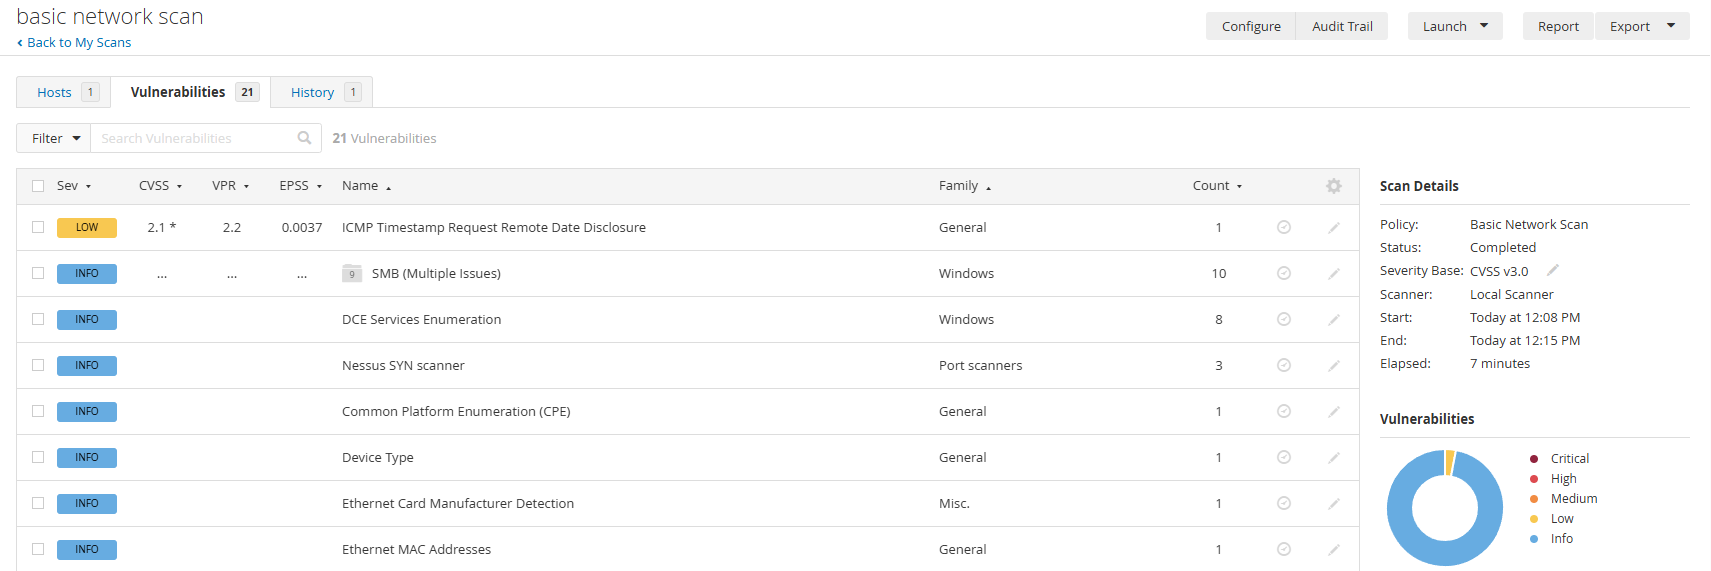 basic network scan
Back to My Scans
Configure Audit Trail Launch Report Export
Hosts 1 Vulnerabilities 21 History 1
Filter Search Vulnerabilities 21 Vulnerabilities
Sev CVSS VPR EPSS Name Family Count
LOW 2.1 * 2.2 0.0037 ICMP Timestamp Request Remote Date Disclosure General 1
INFO ... ... ... 9 SMB (Multiple Issues) Windows 10
INFO DCE Services Enumeration Windows 8
INFO Nessus SYN scanner Port scanners 3
INFO Common Platform Enumeration (CPE) General 1
INFO Device Type General 1
INFO Ethernet Card Manufacturer Detection Misc. 1
INFO Ethernet MAC Addresses General 1
Scan Details
Policy: Basic Network Scan
Status: Completed
Severity Base: CVSS v3.0
Scanner: Local Scanner
Start: Today at 12:08 PM
End: Today at 12:15 PM
Elapsed: 7 minutes
Vulnerabilities
Critical
High
Medium
Low
Info